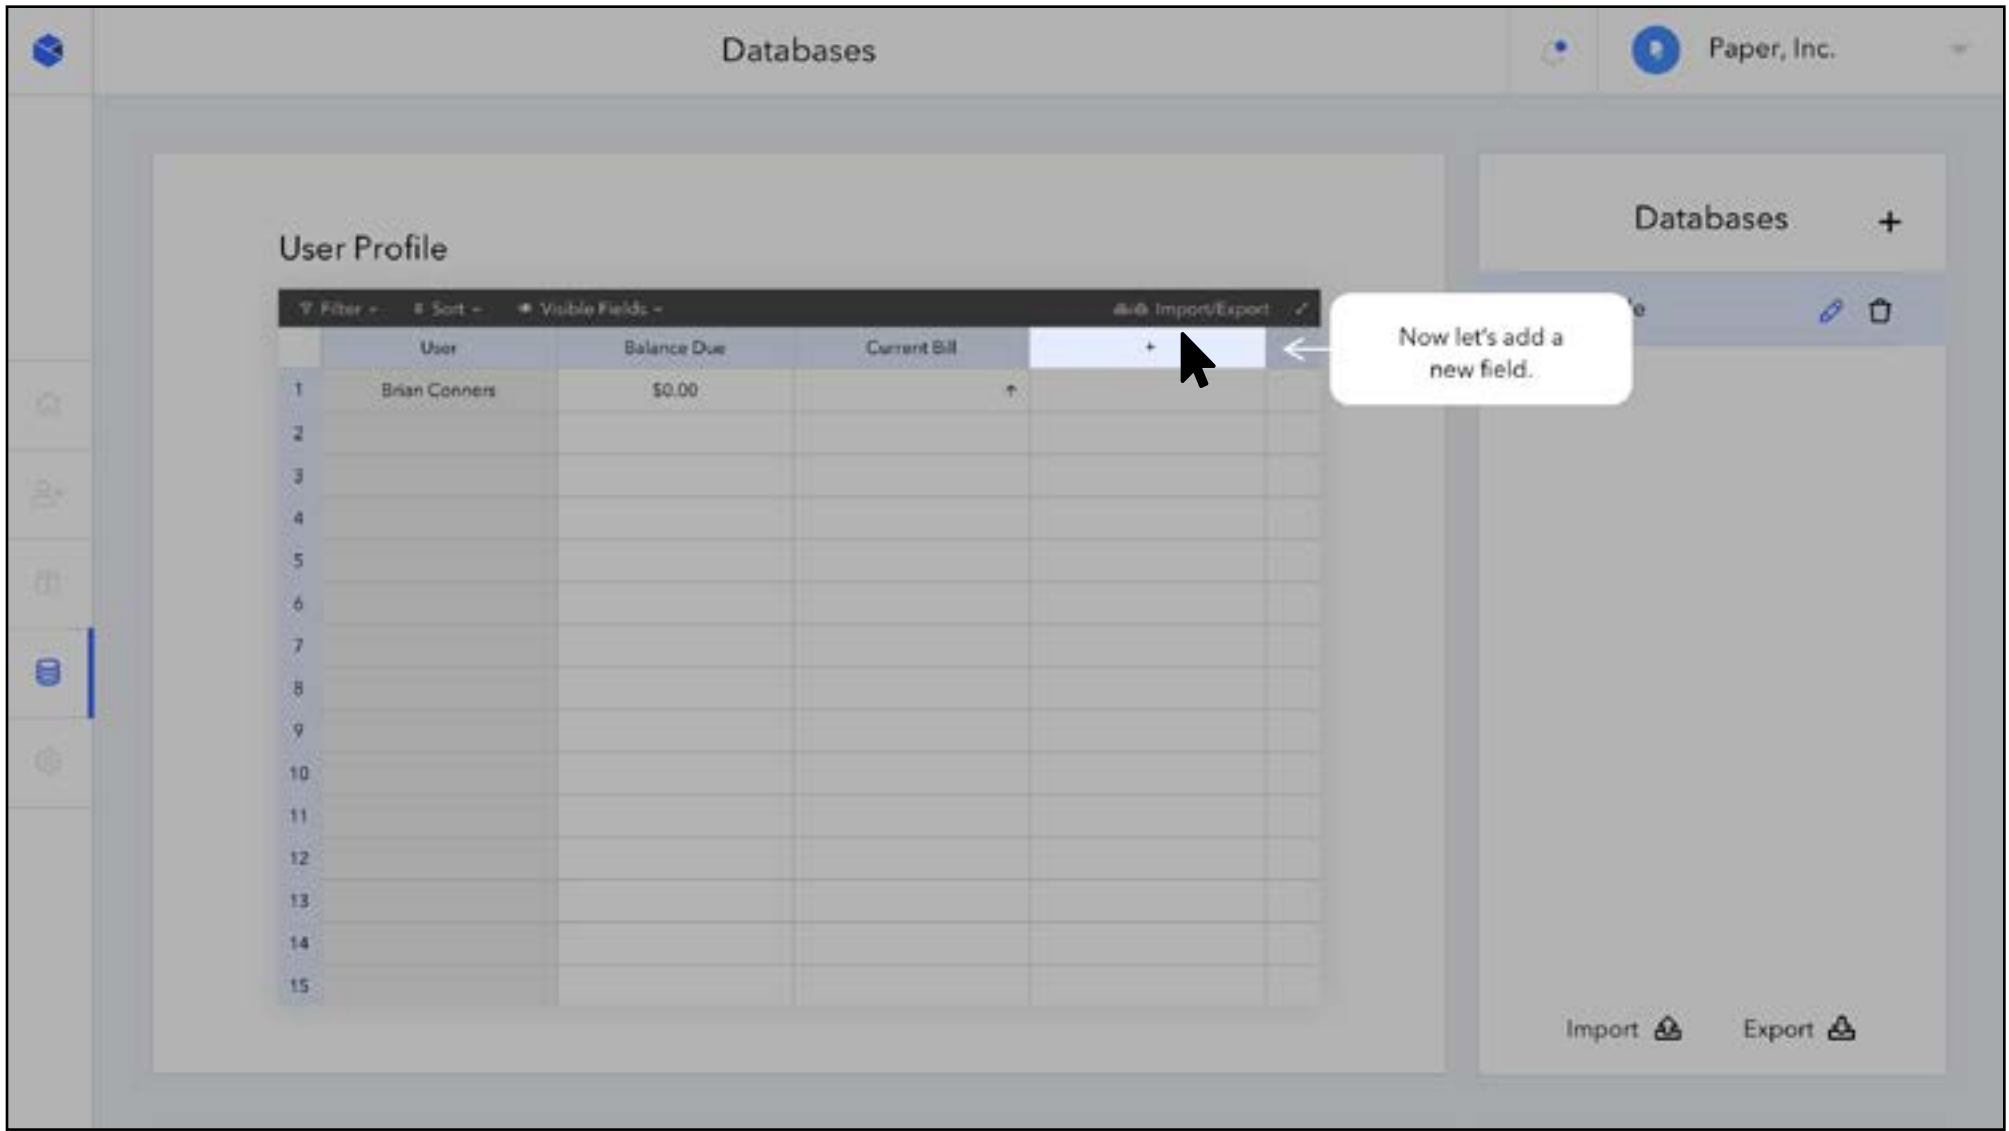 Databases
Paper, Inc.
User Profile
Filter
Sort
Visible Fields
Import/Export
User
Balance Due
Current Bill
+
Now let's add a
new field.
1
Brian Conners
$0.00
2
3
4
5
6
7
8
9
10
11
12
13
14
15
Databases +
Import
Export